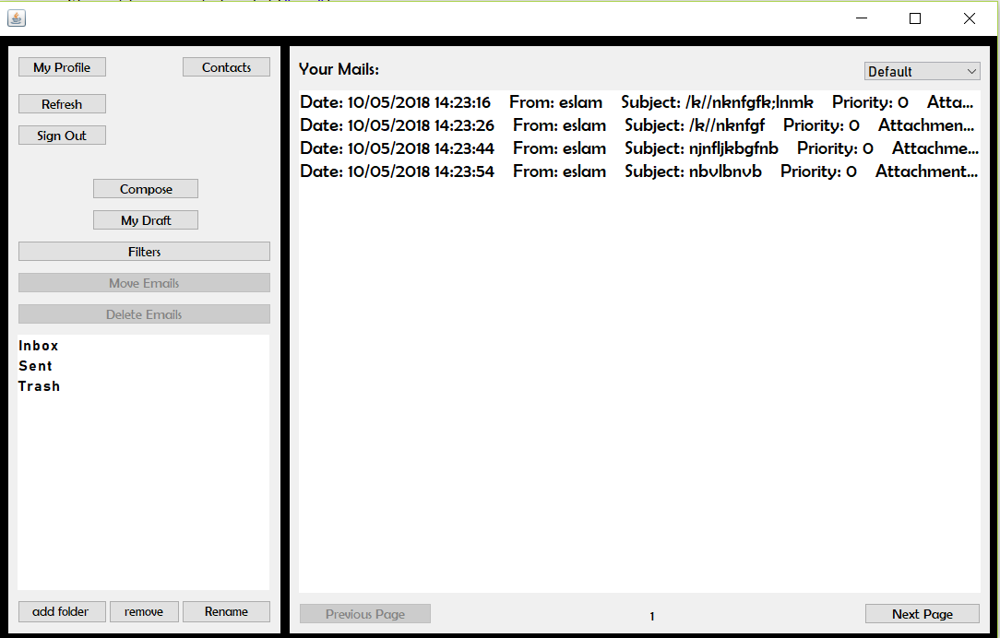 My Profile
Contacts
Refresh
Sign Out
Compose
My Draft
Filters
Move Emails
Delete Emails
Inbox
Sent
Trash
add folder
remove
Rename
Your Mails:
Default
Date: 10/05/2018 14:23:16 From: eslam Subject: /k//nknfgfk;lnmk Priority: 0 Atta...
Date: 10/05/2018 14:23:26 From: eslam Subject: /k//nknfgf Priority: 0 Attachmen...
Date: 10/05/2018 14:23:44 From: eslam Subject: njnfljkbgfnb Priority: 0 Attachme...
Date: 10/05/2018 14:23:54 From: eslam Subject: nbvlbnvb Priority: 0 Attachment...
Previous Page
1
Next Page